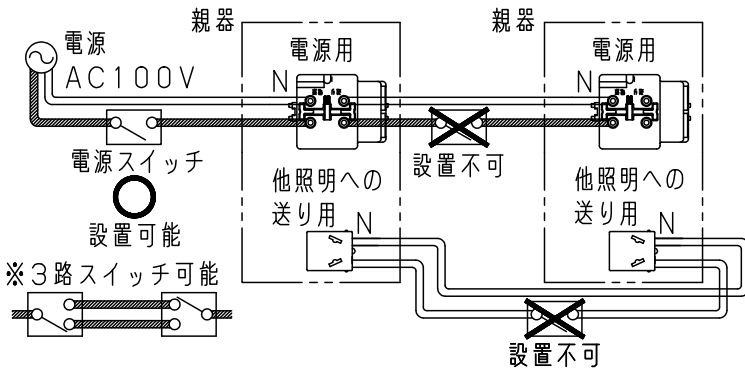 電源
AC100V
電源スイッチ
設置可能
※3路スイッチ可能
親器
電源用
N
他照明への
送り用
N
設置不可
親器
電源用
N
他照明への
送り用
N
設置不可